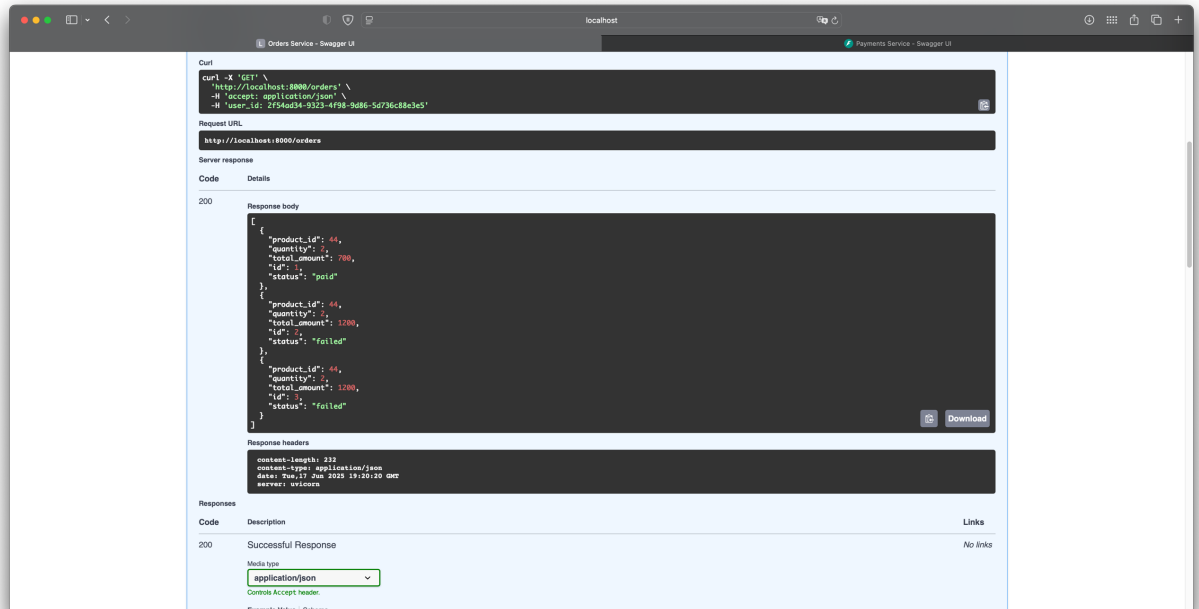 localhost
Orders Service - Swagger UI
Payments Service - Swagger UI
Curl
curl -X 'GET' \
'http://localhost:8000/orders' \
-H 'accept: application/json' \
-H 'user_id: 2f54ad34-9323-4f98-9d86-5d736c88e3e5'
Request URL
http://localhost:8000/orders
Server response
Code Details
200
Response body
[
{
"product_id": 44,
"quantity": 2,
"total_amount": 700,
"id": 1,
"status": "paid"
},
{
"product_id": 44,
"quantity": 2,
"total_amount": 1200,
"id": 2,
"status": "failed"
},
{
"product_id": 44,
"quantity": 2,
"total_amount": 1200,
"id": 3,
"status": "failed"
}
]
Download
Response headers
content-length: 232
content-type: application/json
date: Tue,17 Jun 2025 19:20:20 GMT
server: uvicorn
Responses
Code Description Links
200 Successful Response No links
Media type
application/json
Controls Accept header.
Example Value | Schema